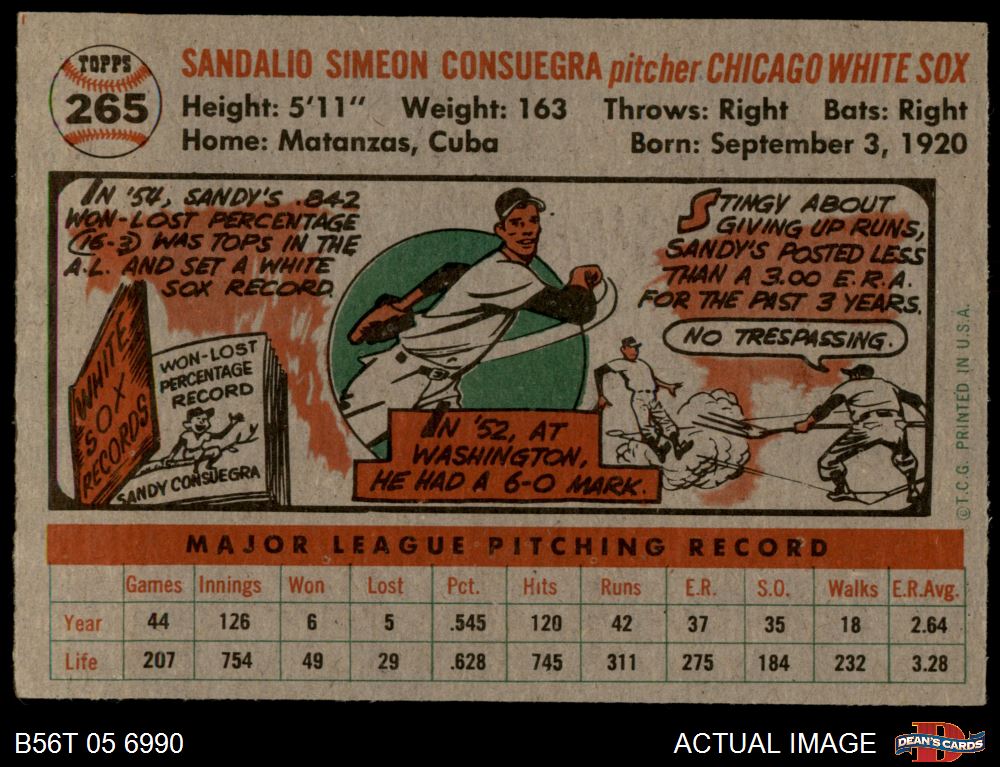 TOPPS
265
SANDALIO SIMEON CONSUEGRA pitcher CHICAGO WHITE SOX
Height: 5'11" Weight: 163 Throws: Right Bats: Right
Home: Matanzas, Cuba Born: September 3, 1920
IN '54, SANDY'S .842
WON-LOST PERCENTAGE
(16-3) WAS TOPS IN THE
A.L. AND SET A WHITE
SOX RECORD.
WHITE
SOX
RECORDS
WON-LOST
PERCENTAGE
RECORD
SANDY CONSUEGRA
IN '52, AT
WASHINGTON,
HE HAD A 6-0 MARK.
STINGY ABOUT
GIVING UP RUNS,
SANDY'S POSTED LESS
THAN A 3.00 E.R.A.
FOR THE PAST 3 YEARS.
NO TRESPASSING.
©T.C.G. PRINTED IN U.S.A.
MAJOR LEAGUE PITCHING RECORD
Games Innings Won Lost Pct. Hits Runs E.R. S.O. Walks E.R.Avg.
Year 44 126 6 5 .545 120 42 37 35 18 2.64
Life 207 754 49 29 .628 745 311 275 184 232 3.28
B56T 05 6990
ACTUAL IMAGE
D
DEAN'S CARDS